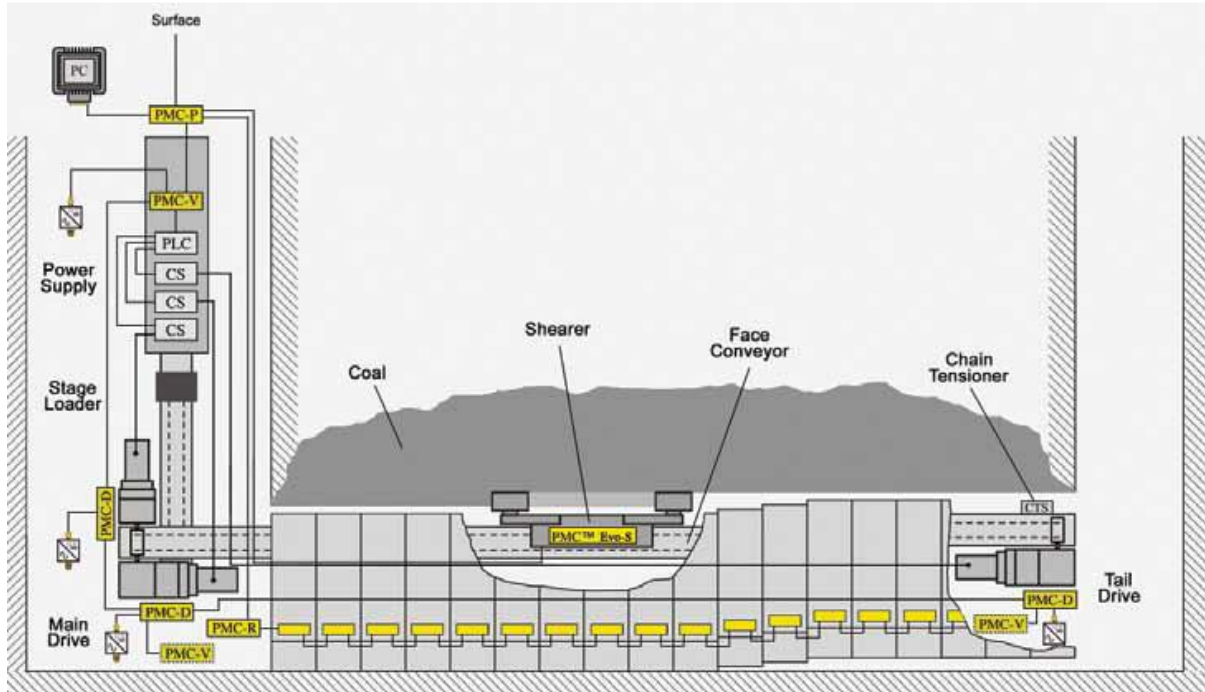 Surface
PC
PMC-P
PMC-V
PLC
CS
CS
CS
Power
Supply
Stage
Loader
Coal
Shearer
Face
Conveyor
Chain
Tensioner
PMC-D
CTS
PMC™ Evo-S
PMC-D
PMC-D
Tail
Drive
Main
Drive
PMC-R
PMC-V
PMC-V